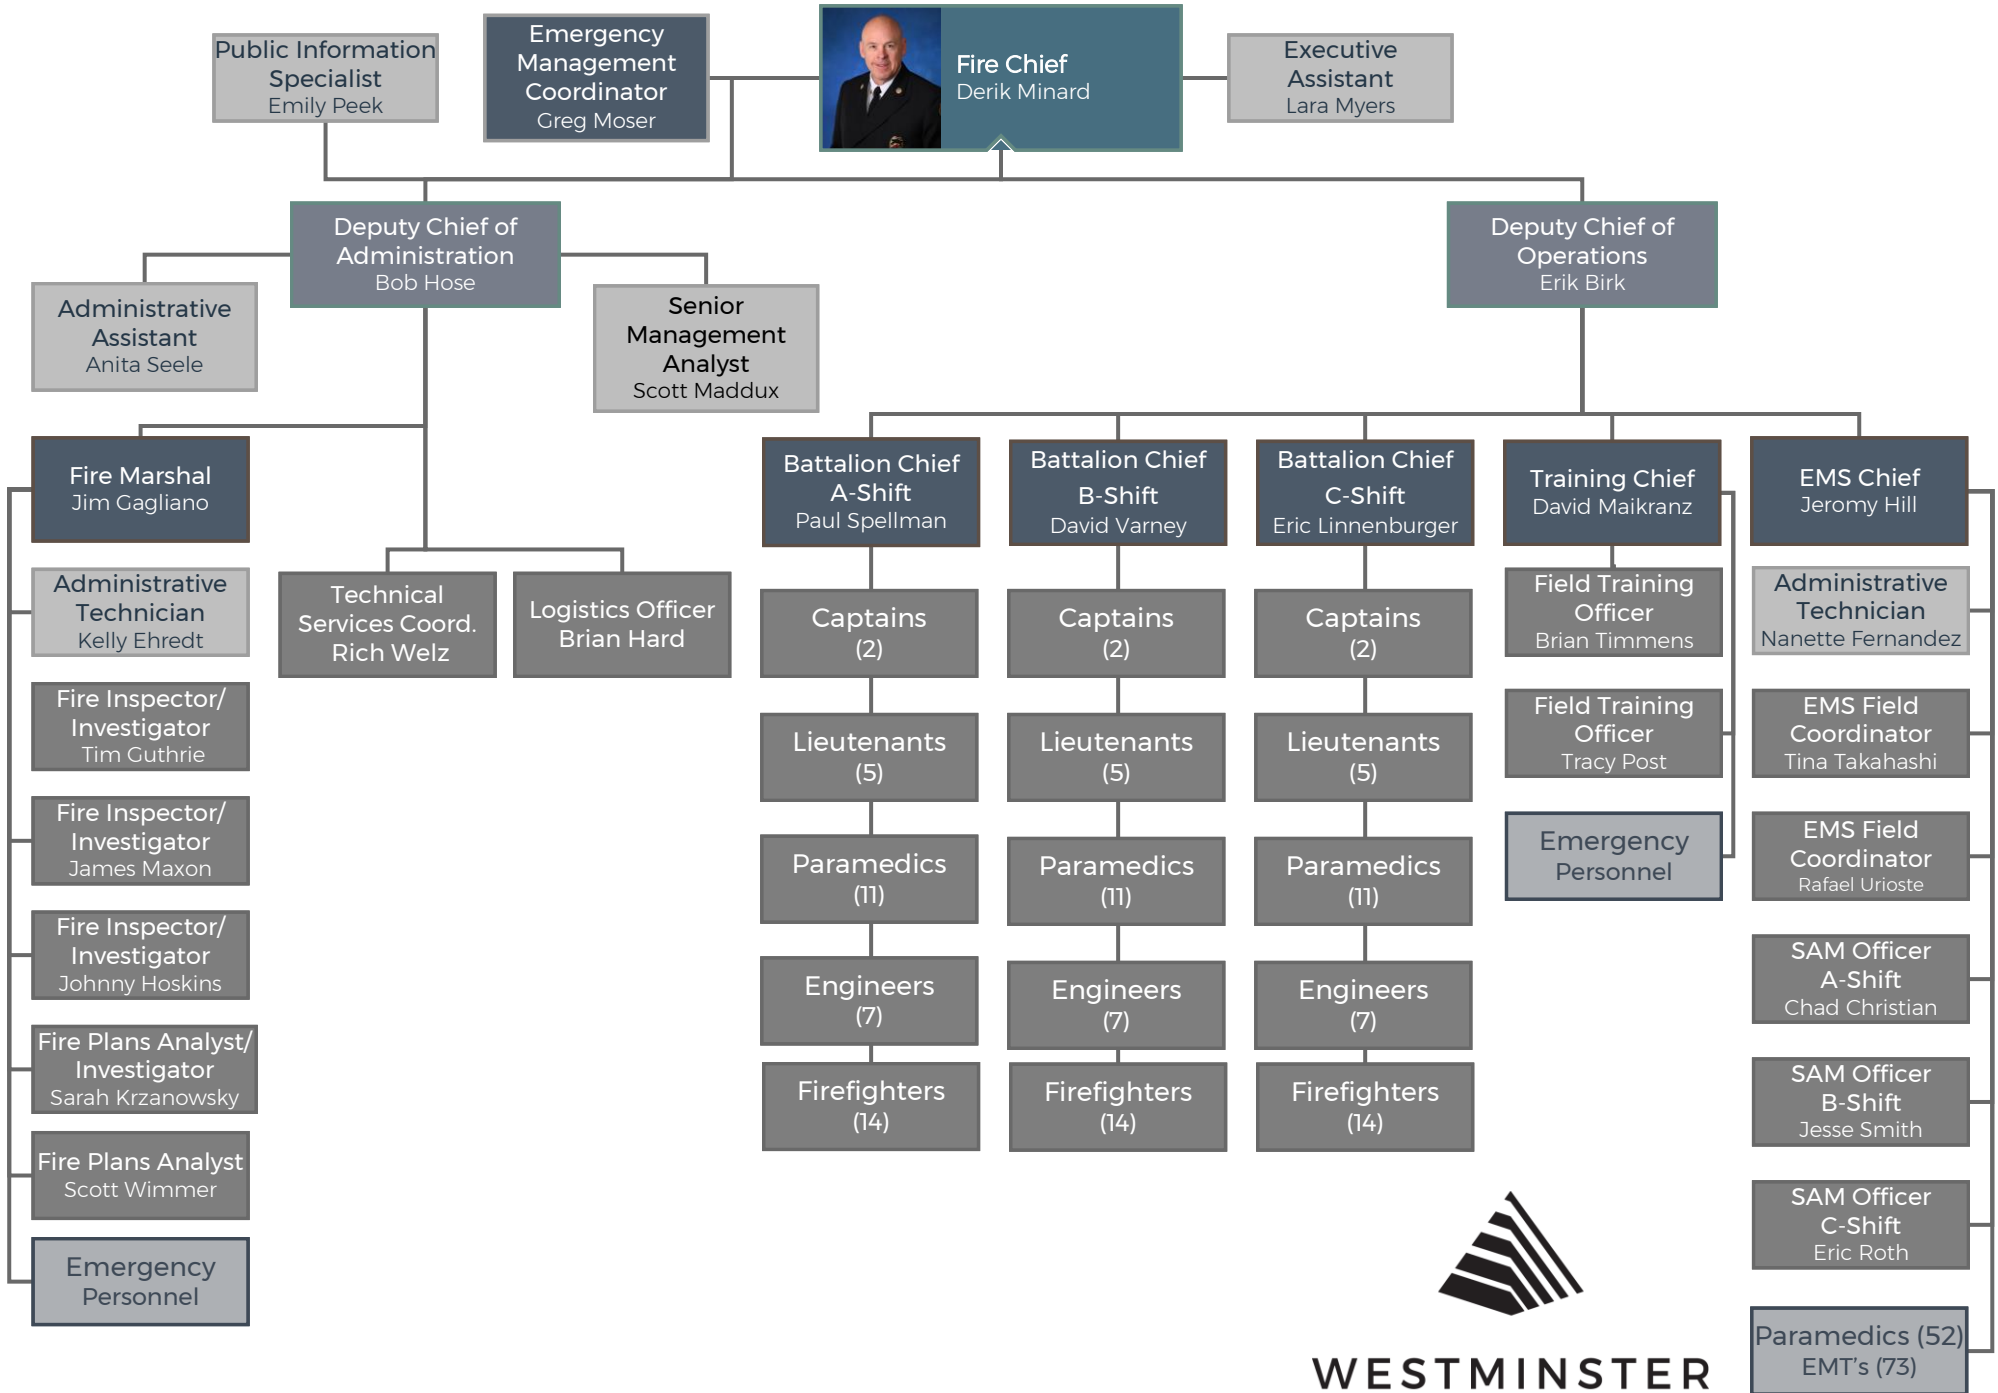 Public Information
Specialist
Emily Peek
Emergency
Management
Coordinator
Greg Moser
Fire Chief
Derik Minard
Executive
Assistant
Lara Myers
Deputy Chief of
Administration
Bob Hose
Deputy Chief of
Operations
Erik Birk
Administrative
Assistant
Anita Seele
Senior
Management
Analyst
Scott Maddux
Fire Marshal
Jim Gagliano
Administrative
Technician
Kelly Ehredt
Fire Inspector/
Investigator
Tim Guthrie
Fire Inspector/
Investigator
James Maxon
Fire Inspector/
Investigator
Johnny Hoskins
Fire Plans Analyst/
Investigator
Sarah Krzanowsky
Fire Plans Analyst
Scott Wimmer
Emergency
Personnel
Technical
Services Coord.
Rich Welz
Logistics Officer
Brian Hard
Battalion Chief
A-Shift
Paul Spellman
Captains
(2)
Lieutenants
(5)
Paramedics
(11)
Engineers
(7)
Firefighters
(14)
Battalion Chief
B-Shift
David Varney
Captains
(2)
Lieutenants
(5)
Paramedics
(11)
Engineers
(7)
Firefighters
(14)
Battalion Chief
C-Shift
Eric Linnenburger
Captains
(2)
Lieutenants
(5)
Paramedics
(11)
Engineers
(7)
Firefighters
(14)
Training Chief
David Maikranz
Field Training
Officer
Brian Timmens
Field Training
Officer
Tracy Post
Emergency
Personnel
EMS Chief
Jeromy Hill
Administrative
Technician
Nanette Fernandez
EMS Field
Coordinator
Tina Takahashi
EMS Field
Coordinator
Rafael Urioste
SAM Officer
A-Shift
Chad Christian
SAM Officer
B-Shift
Jesse Smith
SAM Officer
C-Shift
Eric Roth
Paramedics (52)
EMT's (73)
WESTMINSTER